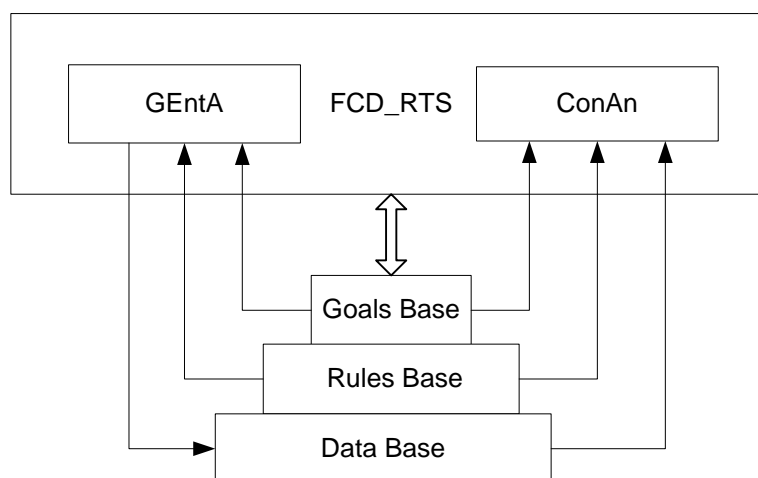 GEntA
FCD_RTS
ConAn
Goals Base
Rules Base
Data Base